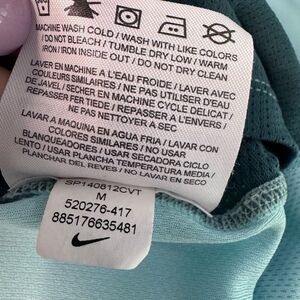 MACHINE WASH COLD / WASH WITH LIKE COLORS
/ DO NOT BLEACH / TUMBLE DRY LOW / WARM
IRON / IRON INSIDE OUT / DO NOT DRY CLEAN
LAVER EN MACHINE A L'EAU FROIDE / AVEC
COULEURS SIMILAIRES / NE PAS UTILISER D'EAU
DE JAVEL / SÉCHER EN MACHINE CYCLE DÉLICAT /
REPASSER FER TIEDE / REPASSER A L'ENVERS /
NE PAS NETTOYER A SEC
LAVAR A MAQUINA EN AGUA FRIA / LAVAR CON
COLORES SIMILARES / NO USAR
BLANQUEADORES / USAR SECADORA CICLO
LENTO / USAR PLANCHA TEMPERATURA MEDIA /
PLANCHAR DEL REVES / NO LAVAR EN SECO
SP140812CVT
M
520276-417
885176635481